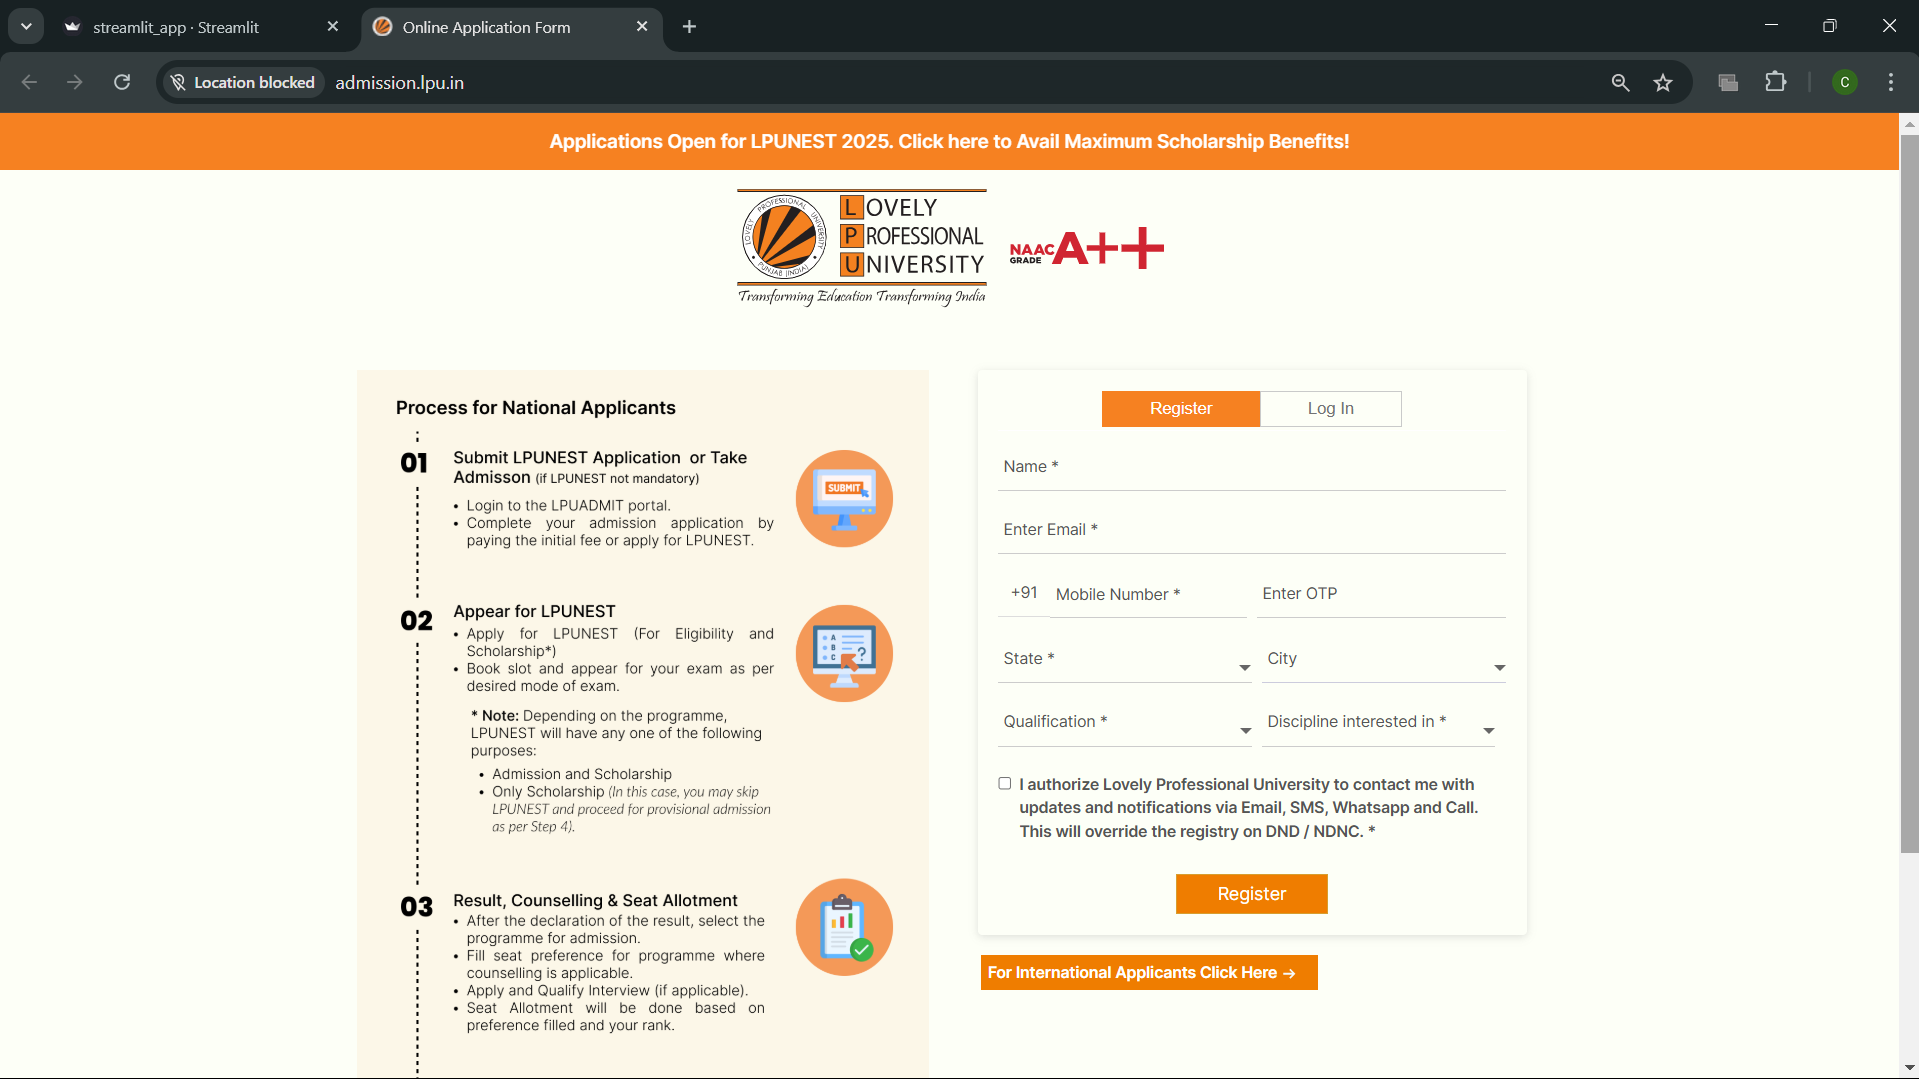 streamlit_app · Streamlit
Online Application Form
Location blocked
admission.lpu.in
C
Applications Open for LPUNEST 2025. Click here to Avail Maximum Scholarship Benefits!
LOVELY PROFESSIONAL UNIVERSITY
PUNJAB (INDIA)
LOVELY
PROFESSIONAL
UNIVERSITY
Transforming Education Transforming India
NAAC
GRADE
A++
Process for National Applicants
01
Submit LPUNEST Application or Take
Admisson (if LPUNEST not mandatory)
• Login to the LPUADMIT portal.
• Complete your admission application by
paying the initial fee or apply for LPUNEST.
SUBMIT
02
Appear for LPUNEST
• Apply for LPUNEST (For Eligibility and
Scholarship*)
• Book slot and appear for your exam as per
desired mode of exam.
* Note: Depending on the programme,
LPUNEST will have any one of the following
purposes:
• Admission and Scholarship
• Only Scholarship (In this case, you may skip
LPUNEST and proceed for provisional admission
as per Step 4).
A
B
C
?
03
Result, Counselling & Seat Allotment
• After the declaration of the result, select the
programme for admission.
• Fill seat preference for programme where
counselling is applicable.
• Apply and Qualify Interview (if applicable).
• Seat Allotment will be done based on
preference filled and your rank.
Register
Log In
Name *
Enter Email *
+91 Mobile Number *
Enter OTP
State *
City
Qualification *
Discipline interested in *
I authorize Lovely Professional University to contact me with
updates and notifications via Email, SMS, Whatsapp and Call.
This will override the registry on DND / NDNC. *
Register
For International Applicants Click Here →